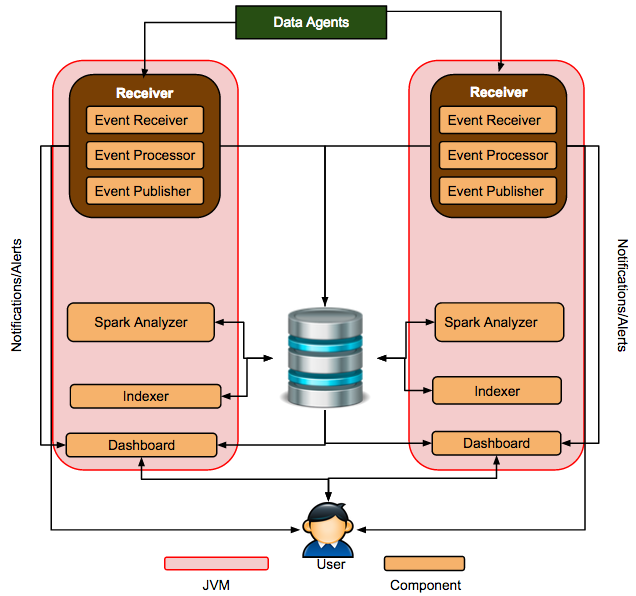 Data Agents
Receiver
Event Receiver
Event Processor
Event Publisher
Receiver
Event Receiver
Event Processor
Event Publisher
Notifications/Alerts
Notifications/Alerts
Spark Analyzer
Spark Analyzer
Indexer
Indexer
Dashboard
Dashboard
User
JVM
Component